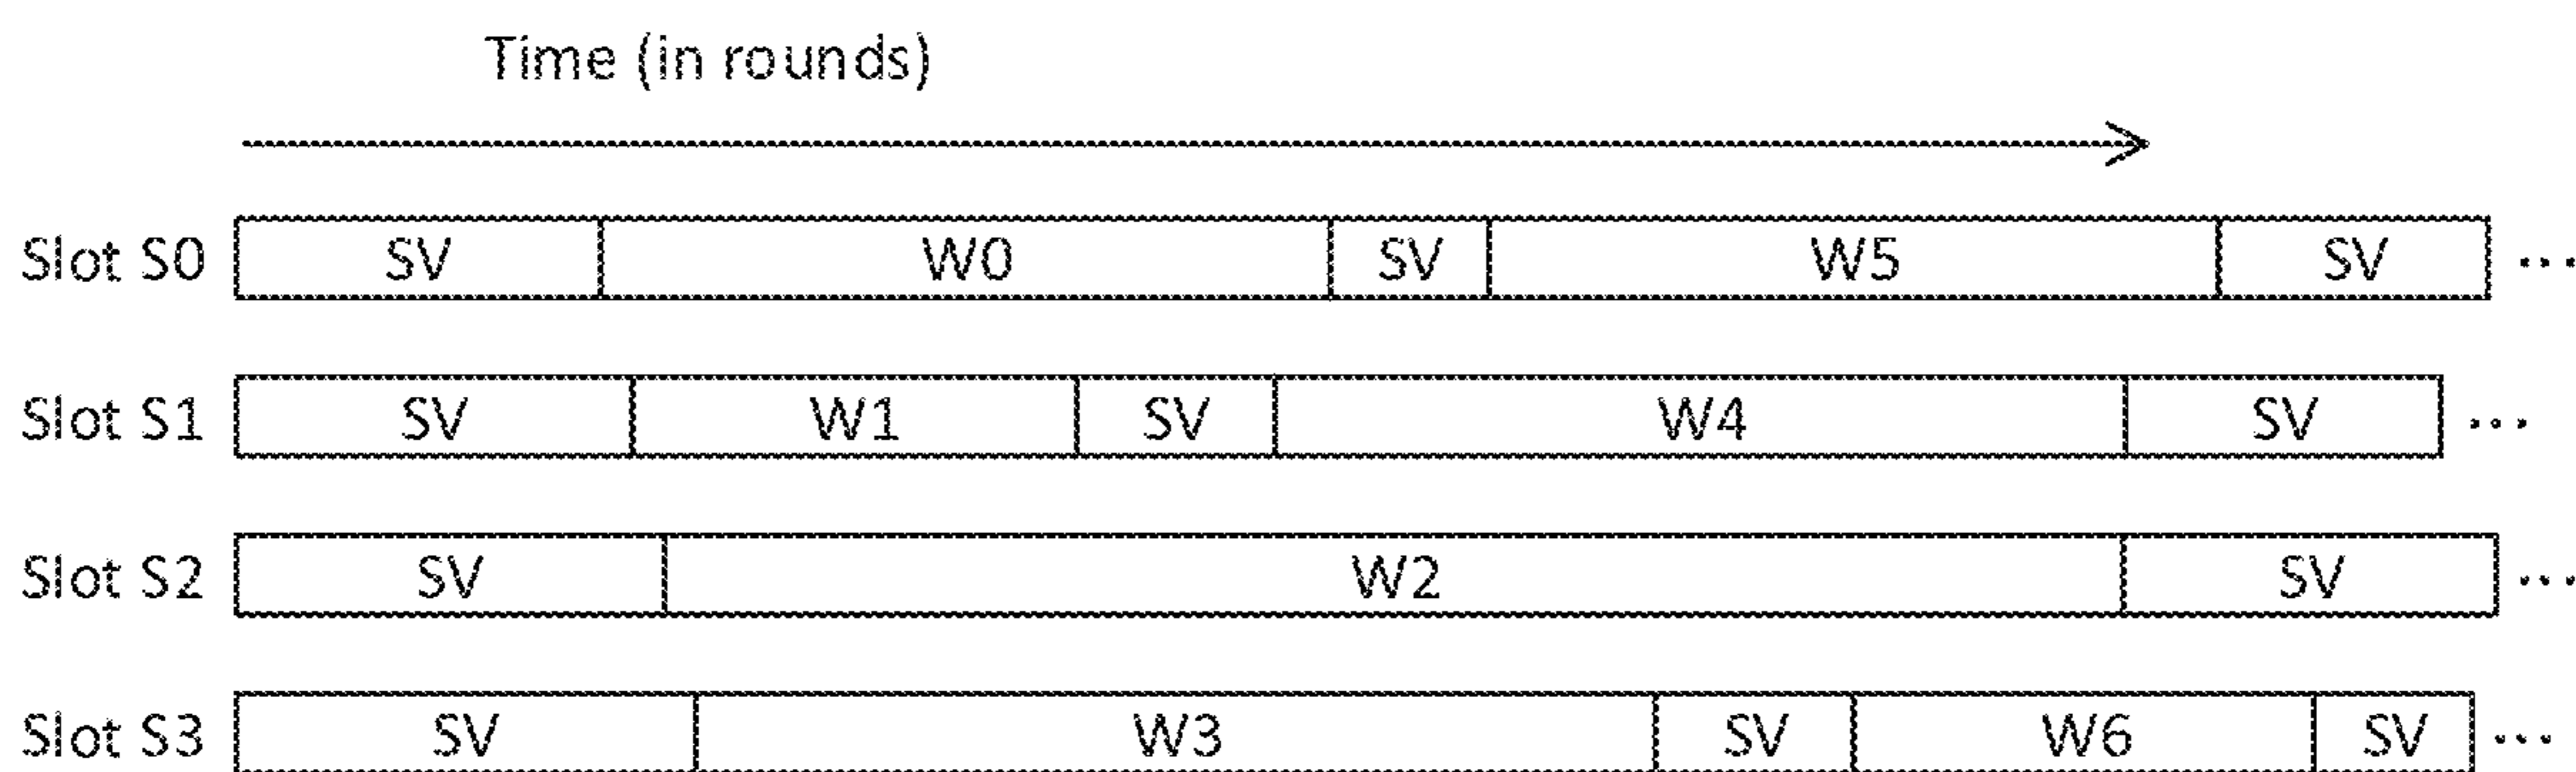 Time (in rounds)
Slot S0 SV W0 SV W5 SV ...
Slot S1 SV W1 SV W4 SV ...
Slot S2 SV W2 SV ...
Slot S3 SV W3 SV W6 SV ...